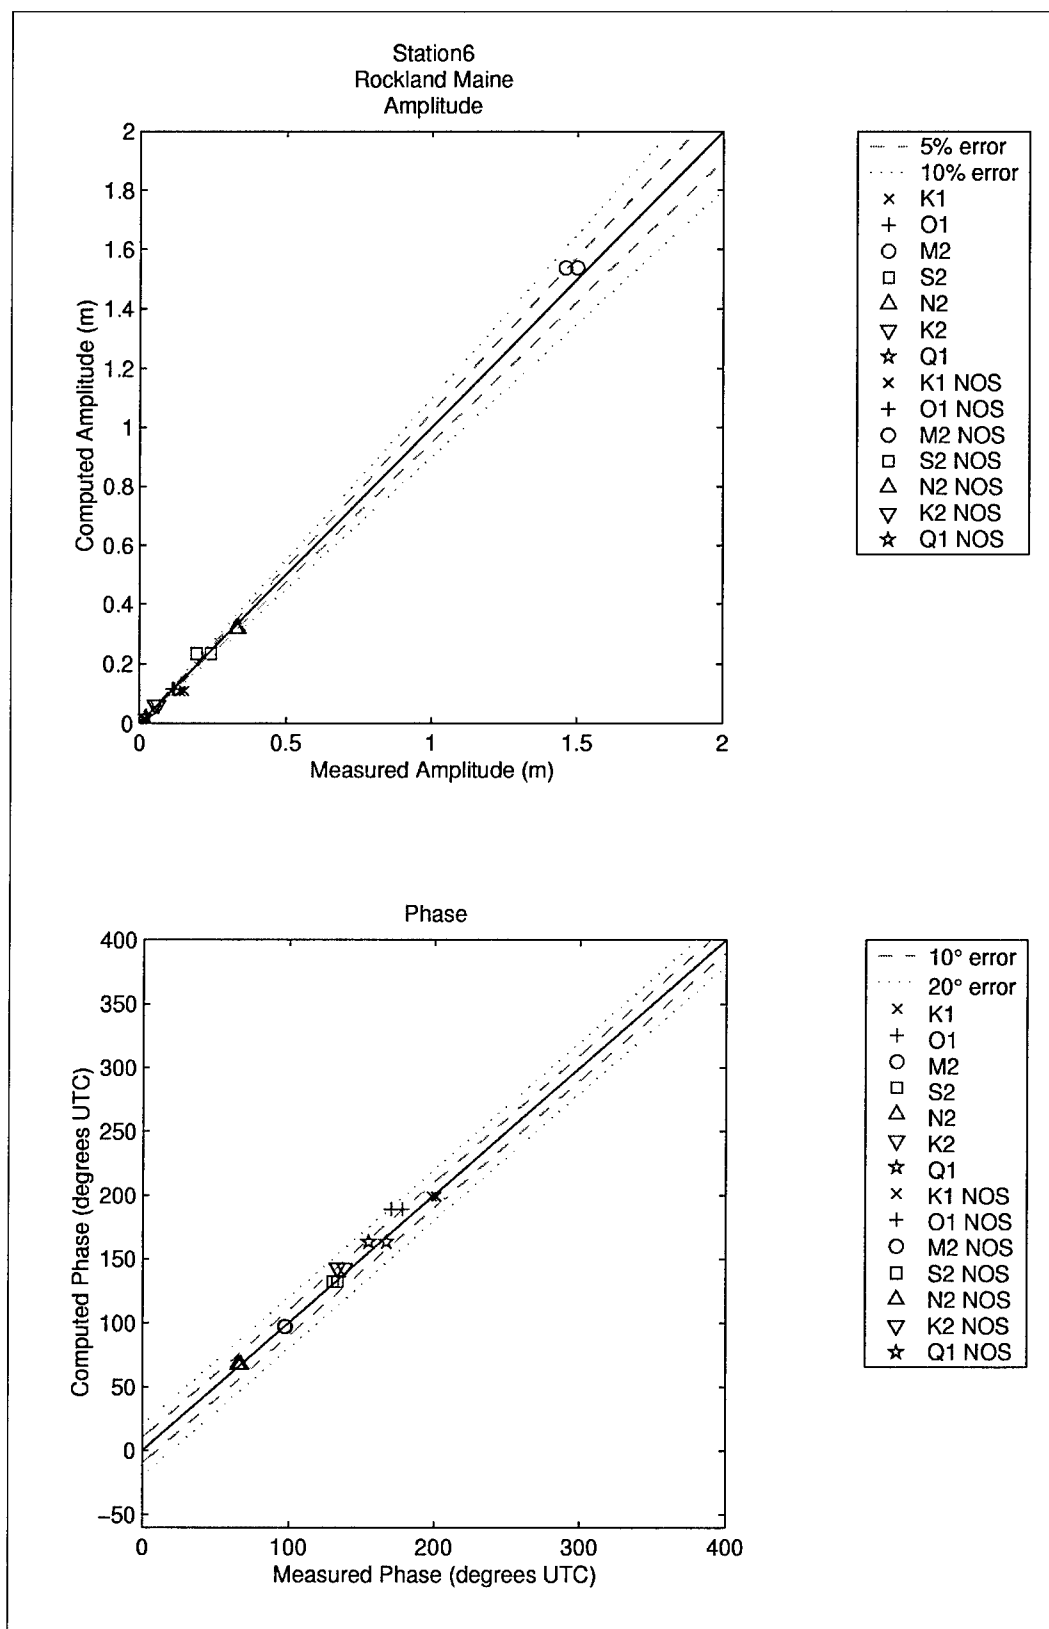 Station6
Rockland Maine
Amplitude
2
1.8
1.6
1.4
1.2
1
0.8
0.6
0.4
0.2
0
0
0.5
1
1.5
2
Computed Amplitude (m)
Measured Amplitude (m)
5% error
10% error
K1
O1
M2
S2
N2
K2
Q1
K1 NOS
O1 NOS
M2 NOS
S2 NOS
N2 NOS
K2 NOS
Q1 NOS
Phase
400
350
300
250
200
150
100
50
0
−50
0
100
200
300
400
Computed Phase (degrees UTC)
Measured Phase (degrees UTC)
10° error
20° error
K1
O1
M2
S2
N2
K2
Q1
K1 NOS
O1 NOS
M2 NOS
S2 NOS
N2 NOS
K2 NOS
Q1 NOS